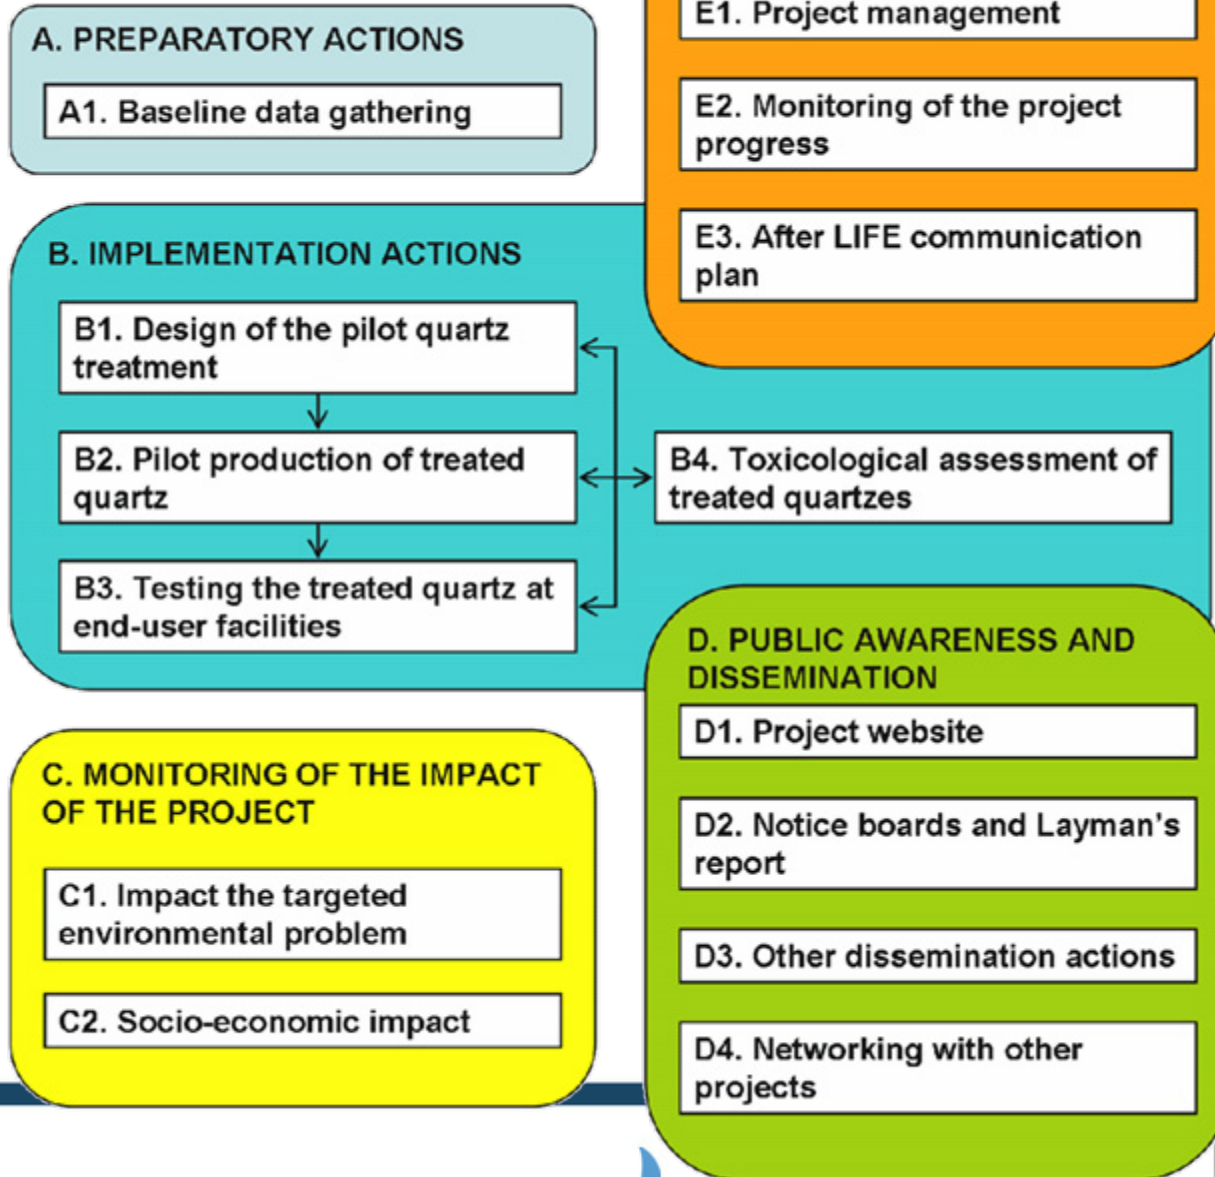 A. PREPARATORY ACTIONS
A1. Baseline data gathering
E1. Project management
E2. Monitoring of the project
progress
E3. After LIFE communication
plan
B. IMPLEMENTATION ACTIONS
B1. Design of the pilot quartz
treatment
B2. Pilot production of treated
quartz
B3. Testing the treated quartz at
end-user facilities
B4. Toxicological assessment of
treated quartzes
C. MONITORING OF THE IMPACT
OF THE PROJECT
C1. Impact the targeted
environmental problem
C2. Socio-economic impact
D. PUBLIC AWARENESS AND
DISSEMINATION
D1. Project website
D2. Notice boards and Layman's
report
D3. Other dissemination actions
D4. Networking with other
projects